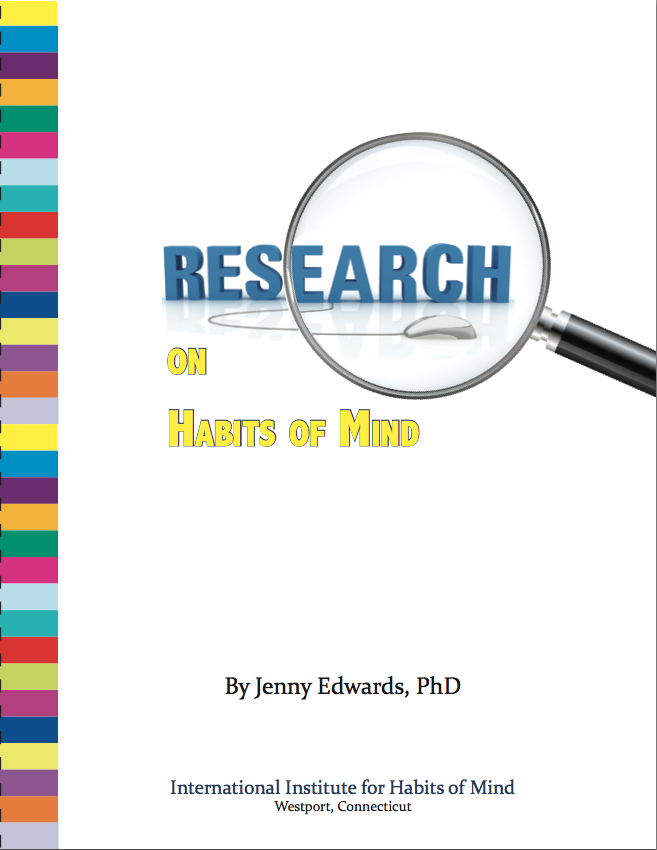 RESEARCH
ON
HABITS OF MIND
By Jenny Edwards, PhD
International Institute for Habits of Mind
Westport, Connecticut